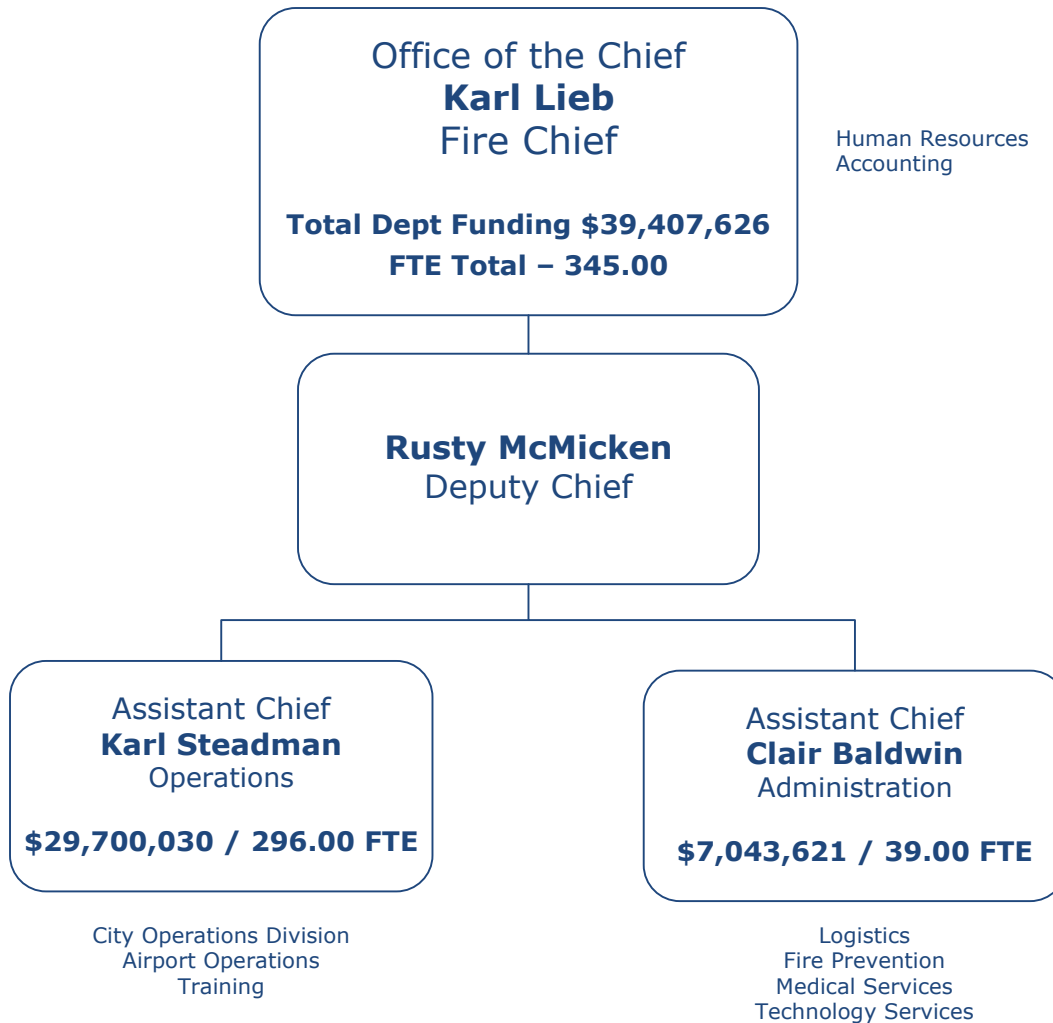 Office of the Chief
Karl Lieb
Fire Chief
Human Resources
Accounting
Total Dept Funding $39,407,626
FTE Total – 345.00
Rusty McMicken
Deputy Chief
Assistant Chief
Karl Steadman
Operations
$29,700,030 / 296.00 FTE
City Operations Division
Airport Operations
Training
Assistant Chief
Clair Baldwin
Administration
$7,043,621 / 39.00 FTE
Logistics
Fire Prevention
Medical Services
Technology Services